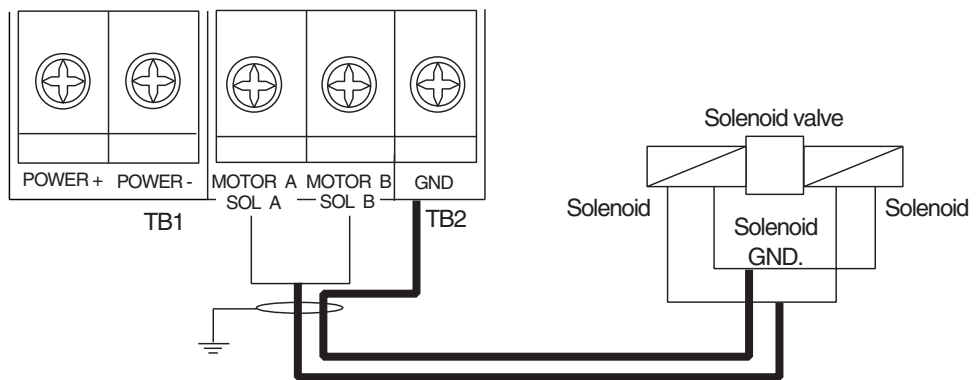 POWER + POWER - MOTOR A MOTOR B GND
SOL A SOL B
TB1 TB2
Solenoid valve
Solenoid Solenoid
Solenoid
GND.